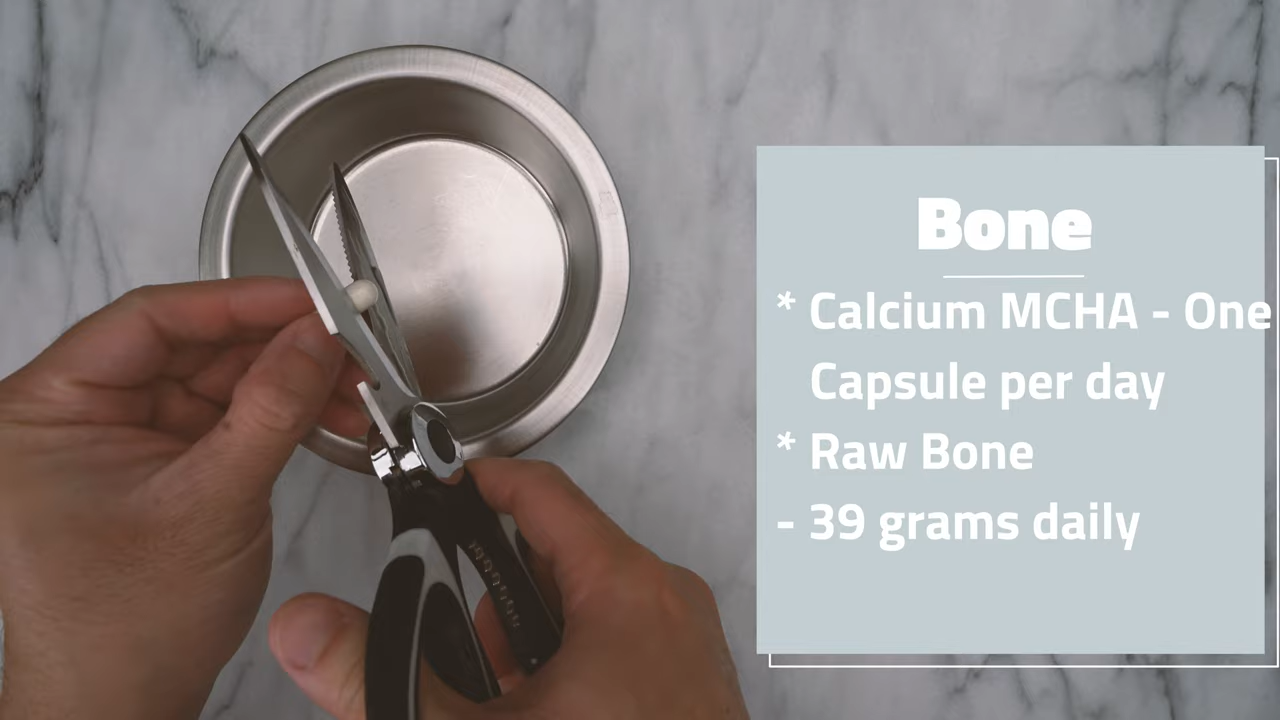 Bone
* Calcium MCHA - One
Capsule per day
* Raw Bone
- 39 grams daily